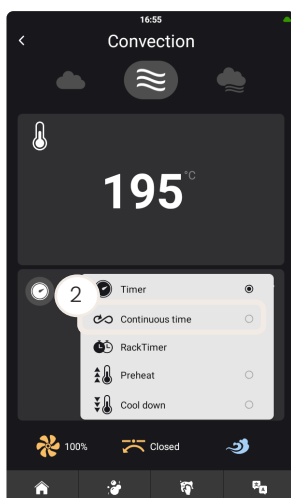 16:55
Convection
195 °C
2
Timer
Continuous time
RackTimer
Preheat
Cool down
100%
Closed